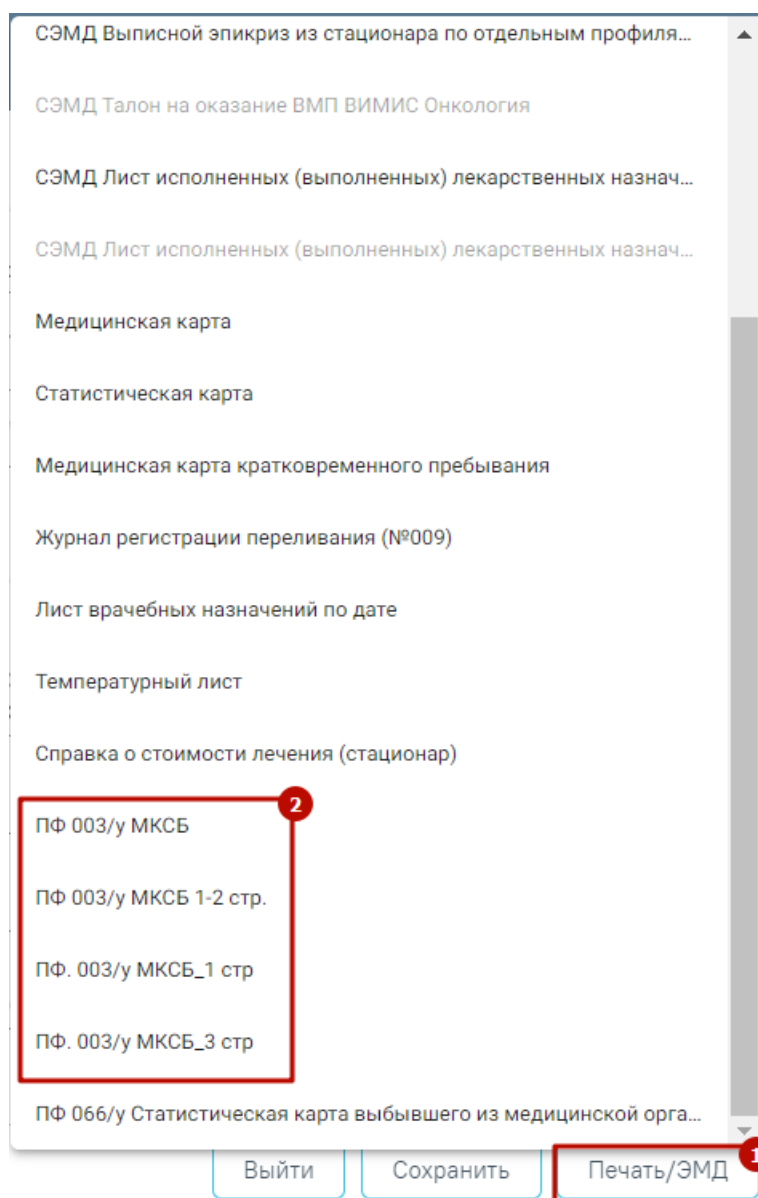 СЭМД Выписной эпикриз из стационара по отдельным профиля...
СЭМД Талон на оказание ВМП ВИМИС Онкология
СЭМД Лист исполненных (выполненных) лекарственных назнач...
СЭМД Лист исполненных (выполненных) лекарственных назнач...
Медицинская карта
Статистическая карта
Медицинская карта кратковременного пребывания
Журнал регистрации переливания (№009)
Лист врачебных назначений по дате
Температурный лист
Справка о стоимости лечения (стационар)
2
ПФ 003/у МКСБ
ПФ 003/у МКСБ 1-2 стр.
ПФ. 003/у МКСБ_1 стр
ПФ. 003/у МКСБ_3 стр
ПФ 066/у Статистическая карта выбывшего из медицинской орга...
Выйти Сохранить Печать/ЭМД 1